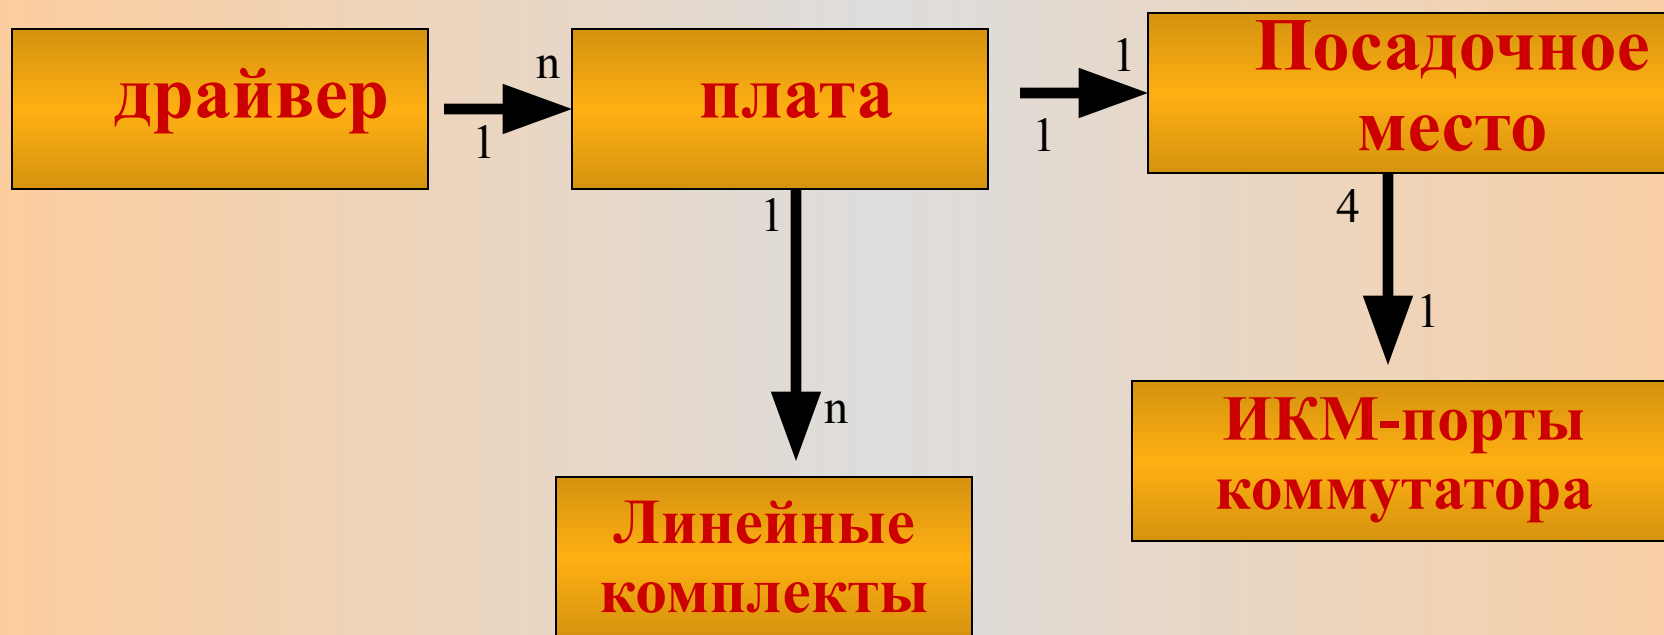 драйвер
1
n
плата
1
1
Посадочное
место
1
n
4
1
Линейные
комплекты
ИКМ-порты
коммутатора